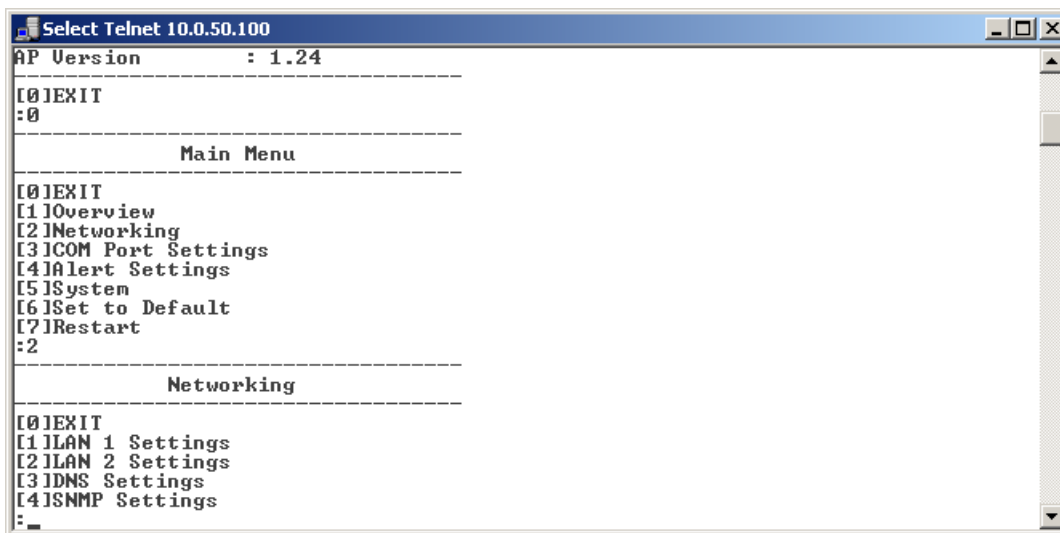 Select Telnet 10.0.50.100
AP Version : 1.24
-----------------------------------
[0]EXIT
:0
-----------------------------------
Main Menu
-----------------------------------
[0]EXIT
[1]Overview
[2]Networking
[3]COM Port Settings
[4]Alert Settings
[5]System
[6]Set to Default
[7]Restart
:2
-----------------------------------
Networking
-----------------------------------
[0]EXIT
[1]LAN 1 Settings
[2]LAN 2 Settings
[3]DNS Settings
[4]SNMP Settings
:_